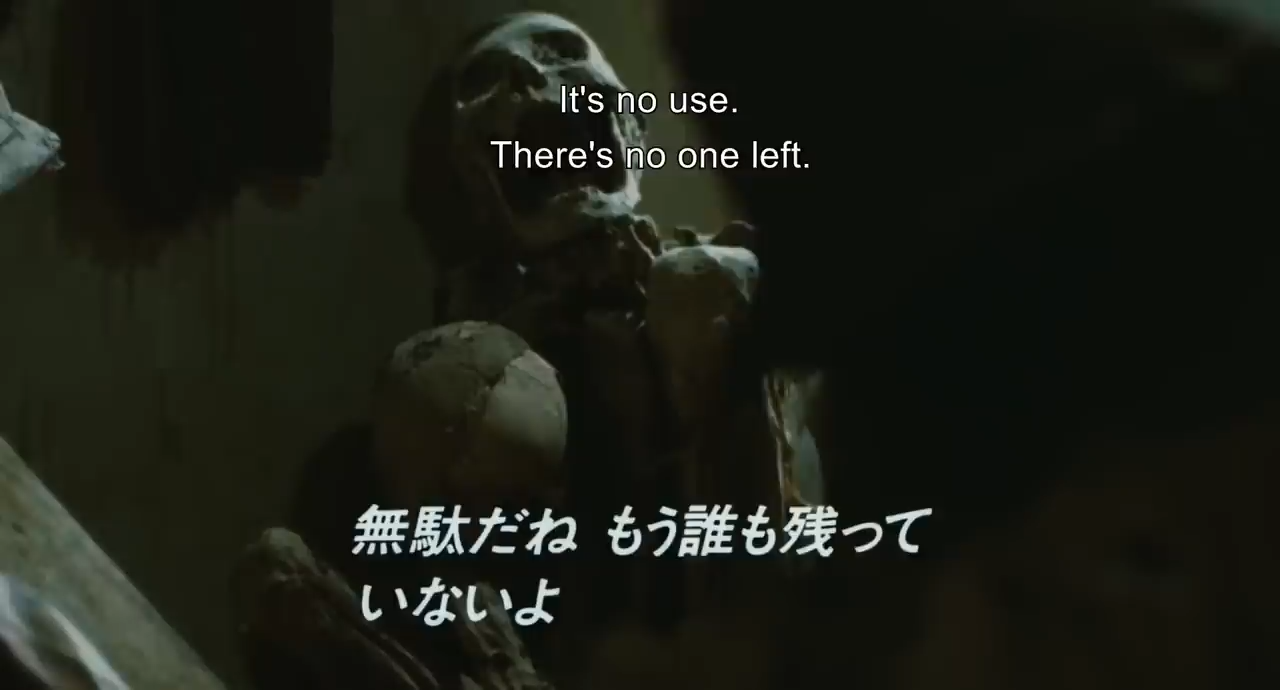 It's no use.
There's no one left.
無駄だね もう誰も残って
いないよ